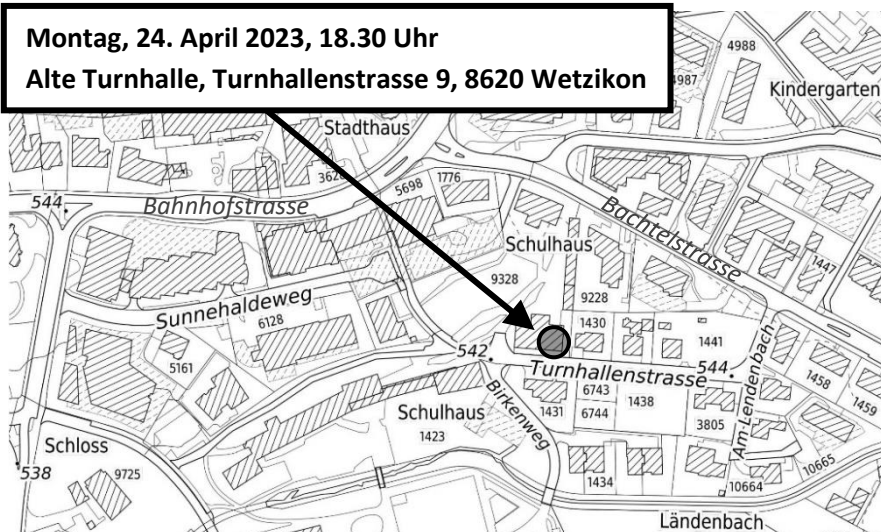 Montag, 24. April 2023, 18.30 Uhr
Alte Turnhalle, Turnhallenstrasse 9, 8620 Wetzikon
4988
4987
Kindergarten
Stadthaus
3620
5698
1776
544
Bahnhofstrasse
Bachtelstrasse
Schulhaus
1447
9328
Sunnehaldeweg
6128
9228
1430
1441
542
5161
Turnhallenstrasse
544
Birkenweg
Am-Lendenbach
1458
1459
Schulhaus
1423
1431
6743
6744
1438
3805
Schloss
538
9725
1434
10664
10665
Ländenbach